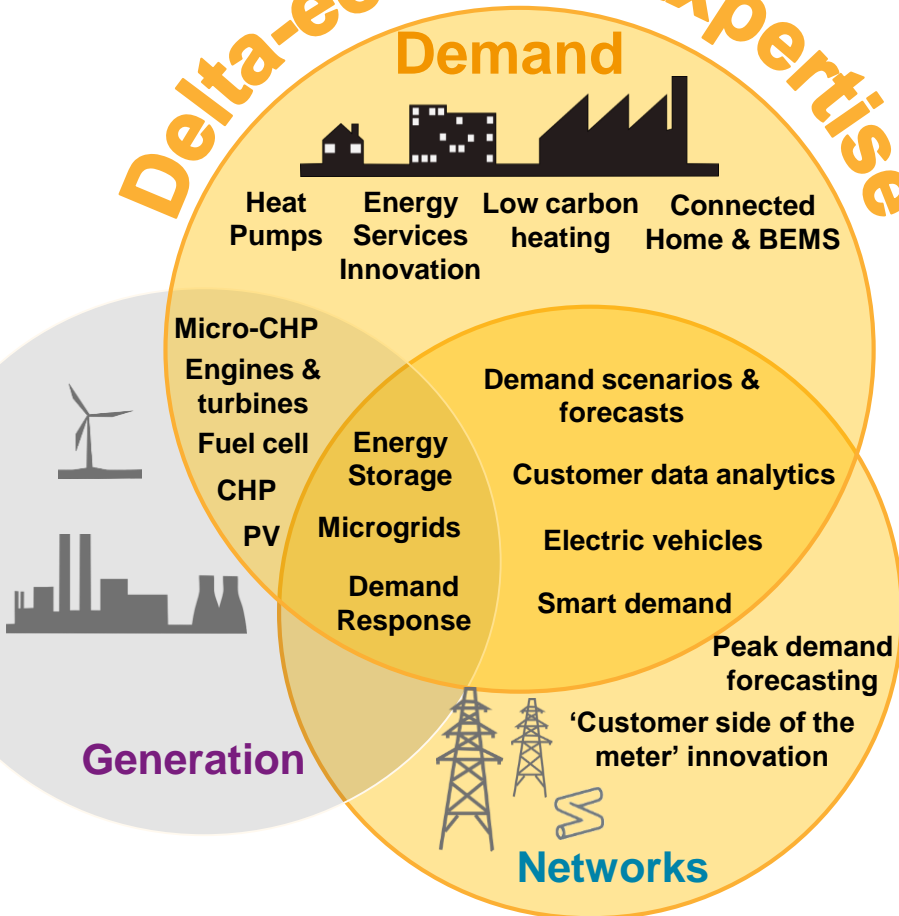 Demand
Heat
Pumps
Energy
Services
Innovation
Low carbon
heating
Connected
Home & BEMS
Micro-CHP
Engines &
turbines
Fuel cell
CHP
PV
Energy
Storage
Microgrids
Demand
Response
Demand scenarios &
forecasts
Customer data analytics
Electric vehicles
Smart demand
Peak demand
forecasting
‘Customer side of the
meter’ innovation
Generation
Networks